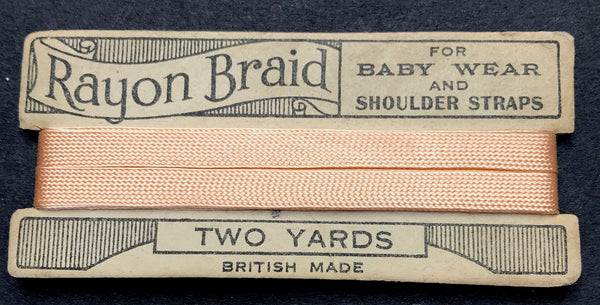 Rayon Braid
FOR
BABY WEAR
AND
SHOULDER STRAPS
TWO YARDS
BRITISH MADE